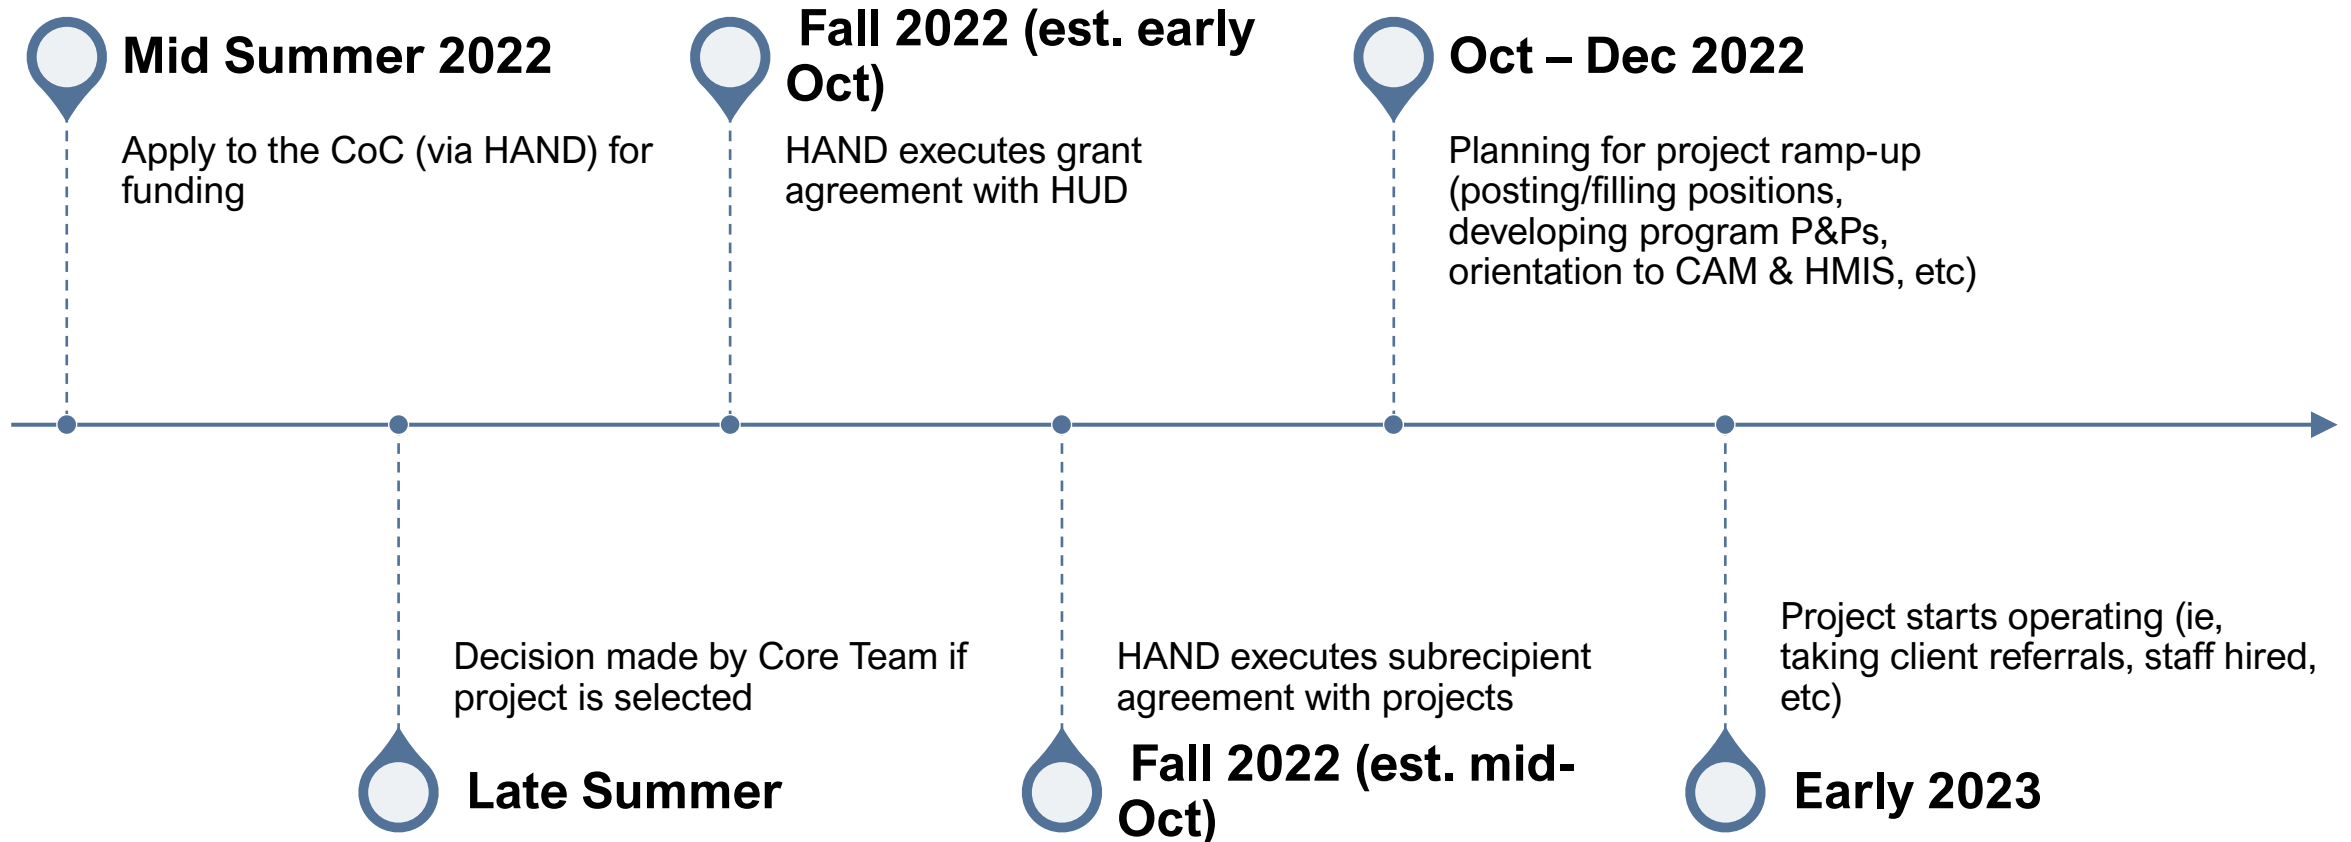 Mid Summer 2022
Apply to the CoC (via HAND) for
funding
Decision made by Core Team if
project is selected
Late Summer
Fall 2022 (est. early
Oct)
HAND executes grant
agreement with HUD
HAND executes subrecipient
agreement with projects
Fall 2022 (est. mid-
Oct)
Oct – Dec 2022
Planning for project ramp-up
(posting/filling positions,
developing program P&Ps,
orientation to CAM & HMIS, etc)
Project starts operating (ie,
taking client referrals, staff hired,
etc)
Early 2023